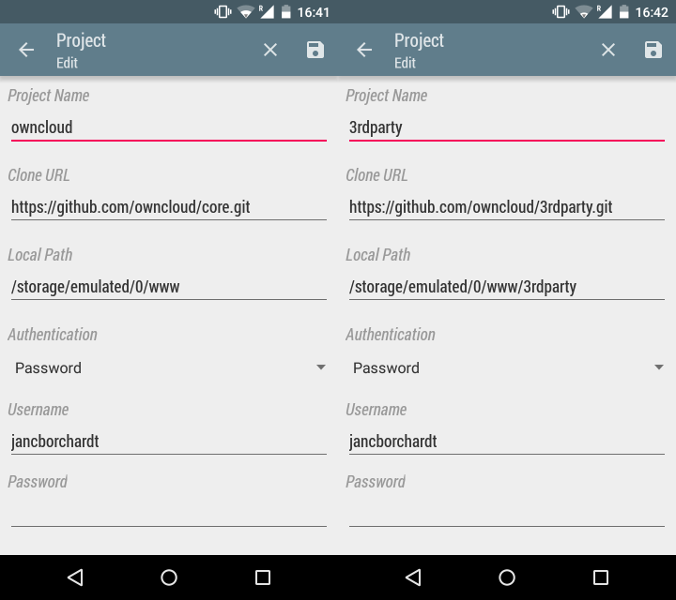 16:41
Project
Edit
Project Name
owncloud
Clone URL
https://github.com/owncloud/core.git
Local Path
/storage/emulated/0/www
Authentication
Password
Username
jancborchardt
Password
R
16:42
Project
Edit
Project Name
3rdparty
Clone URL
https://github.com/owncloud/3rdparty.git
Local Path
/storage/emulated/0/www/3rdparty
Authentication
Password
Username
jancborchardt
Password
R